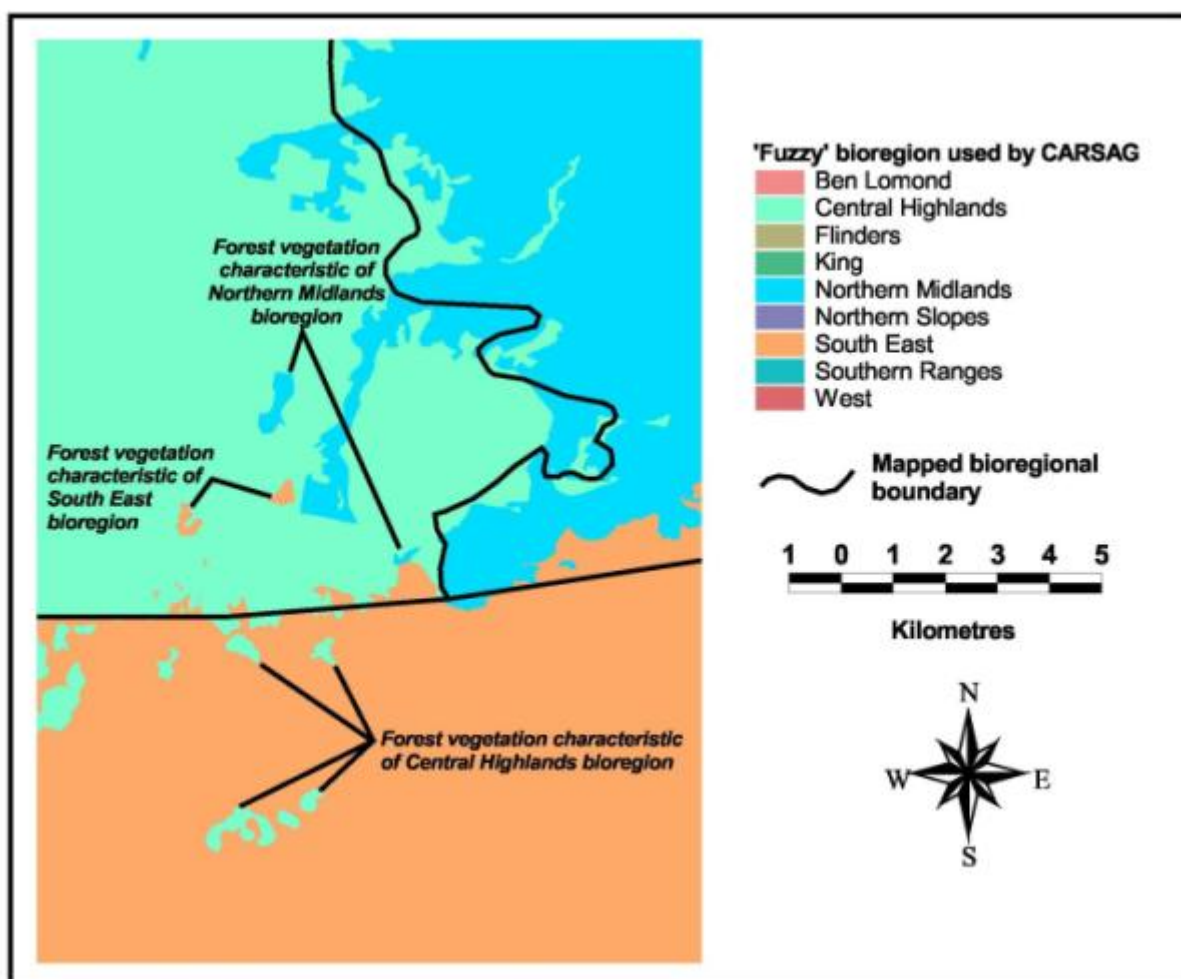 Forest vegetation
characteristic of
Northern Midlands
bioregion
Forest vegetation
characteristic of
South East
bioregion
Forest vegetation characteristic
of Central Highlands bioregion
'Fuzzy' bioregion used by CARSAG
Ben Lomond
Central Highlands
Flinders
King
Northern Midlands
Northern Slopes
South East
Southern Ranges
West
Mapped bioregional
boundary
1 0 1 2 3 4 5
Kilometres
N
W E
S